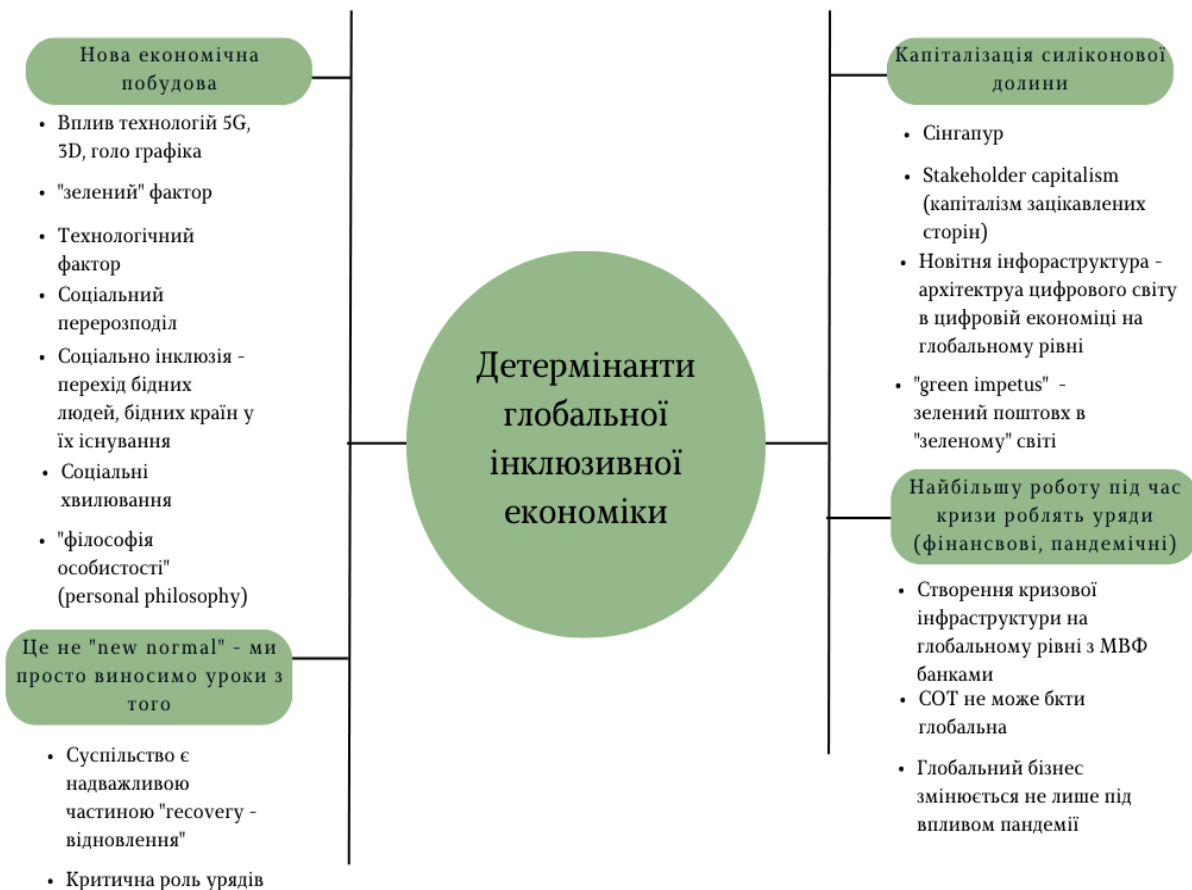 Нова економічна
побудова
• Вплив технологій 5G,
3D, голо графіка
• "зелений" фактор
• Технологічний
фактор
• Соціальний
перерозподіл
• Соціально інклюзія -
перехід бідних
людей, бідних країн у
їх існування
• Соціальні
хвилювання
• "філософія
особистості"
(personal philosophy)
Це не "new normal" - ми
просто виносимо уроки з
того
• Суспільство є
надважливою
частиною "recovery -
відновлення"
• Критична роль урядів
Детермінанти
глобальної
інклюзивної
економіки
Капіталізація силіконової
долини
• Сінгапур
• Stakeholder capitalism
(капіталізм зацікавлених
сторін)
• Новітня інфораструктура -
архітектруа цифрового світу
в цифровій економіці на
глобальному рівні
• "green impetus" -
зелений поштовх в
"зеленому" світі
Найбільшу роботу під час
кризи роблять уряди
(фінансвові, пандемічні)
• Створення кризової
інфраструктури на
глобальному рівні з МВФ
банками
• СОТ не може бкти
глобальна
• Глобальний бізнес
змінюється не лише під
впливом пандемії